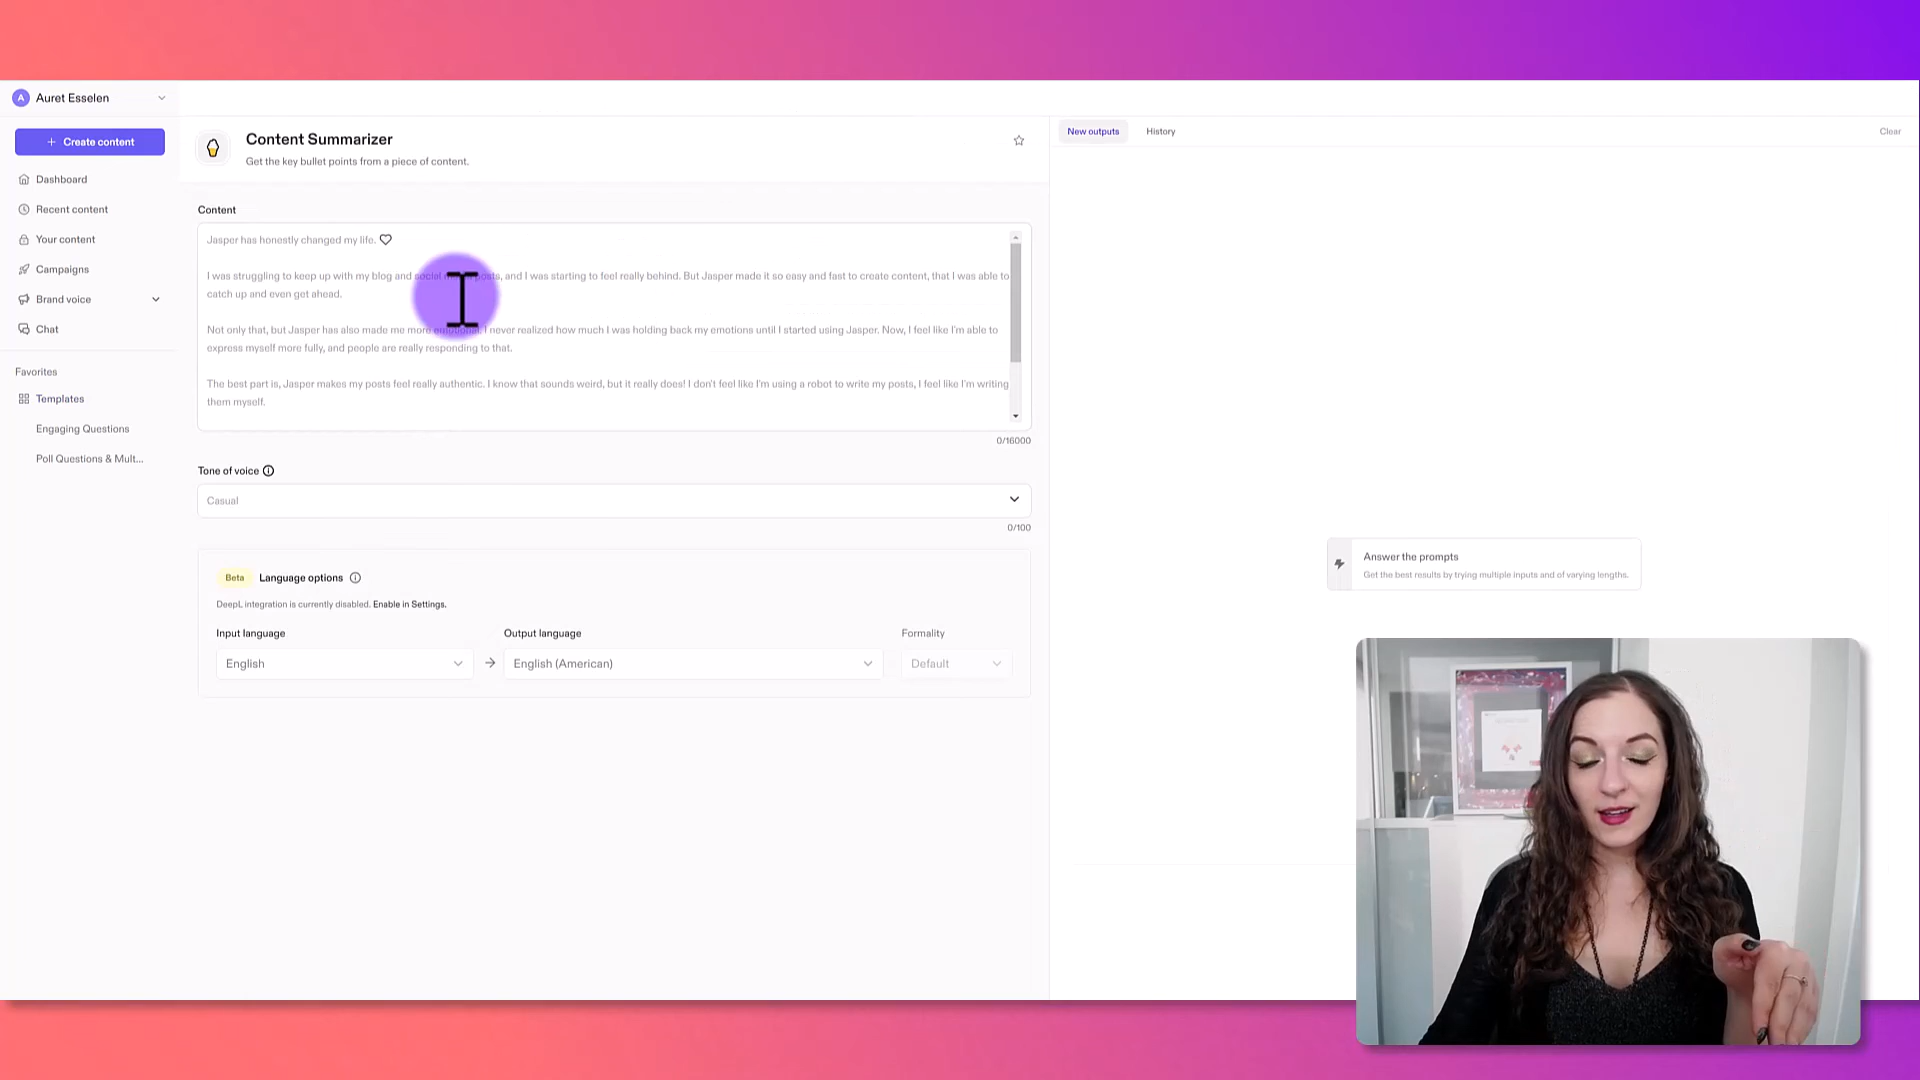 A Auret Esselen
+ Create content
Dashboard
Recent content
Your content
Campaigns
Brand voice
Chat
Favorites
Templates
Engaging Questions
Poll Questions & Mult...
Content Summarizer
Get the key bullet points from a piece of content.
Content
Jasper has honestly changed my life.
I was struggling to keep up with my blog and social posts, and I was starting to feel really behind. But Jasper made it so easy and fast to create content, that I was able to
catch up and even get ahead.
Not only that, but Jasper has also made me more emotional. I never realized how much I was holding back my emotions until I started using Jasper. Now, I feel like I'm able to
express myself more fully, and people are really responding to that.
The best part is, Jasper makes my posts feel really authentic. I know that sounds weird, but it really does! I don't feel like I'm using a robot to write my posts, I feel like I'm writing
them myself.
0/16000
Tone of voice
Casual
0/100
Beta Language options
DeepL integration is currently disabled. Enable in Settings.
Input language
English
Output language
English (American)
Formality
Default
New outputs
History
Clear
Answer the prompts
Get the best results by trying multiple inputs and of varying lengths.